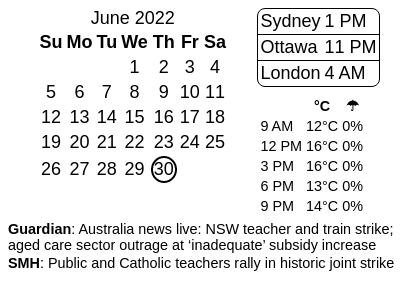 June 2022
Su Mo Tu We Th Fr Sa
1 2 3 4
5 6 7 8 9 10 11
12 13 14 15 16 17 18
19 20 21 22 23 24 25
26 27 28 29 30
Sydney 1 PM
Ottawa 11 PM
London 4 AM
°C ☂
9 AM 12°C 0%
12 PM 16°C 0%
3 PM 16°C 0%
6 PM 13°C 0%
9 PM 14°C 0%
Guardian: Australia news live: NSW teacher and train strike;
aged care sector outrage at ‘inadequate’ subsidy increase
SMH: Public and Catholic teachers rally in historic joint strike